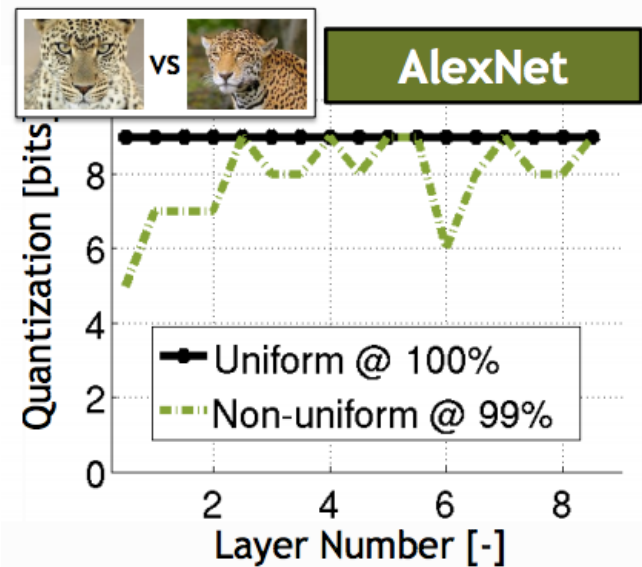 vs
AlexNet
Quantization [bits]
8
6
4
2
0
Uniform @ 100%
Non-uniform @ 99%
2 4 6 8
Layer Number [-]